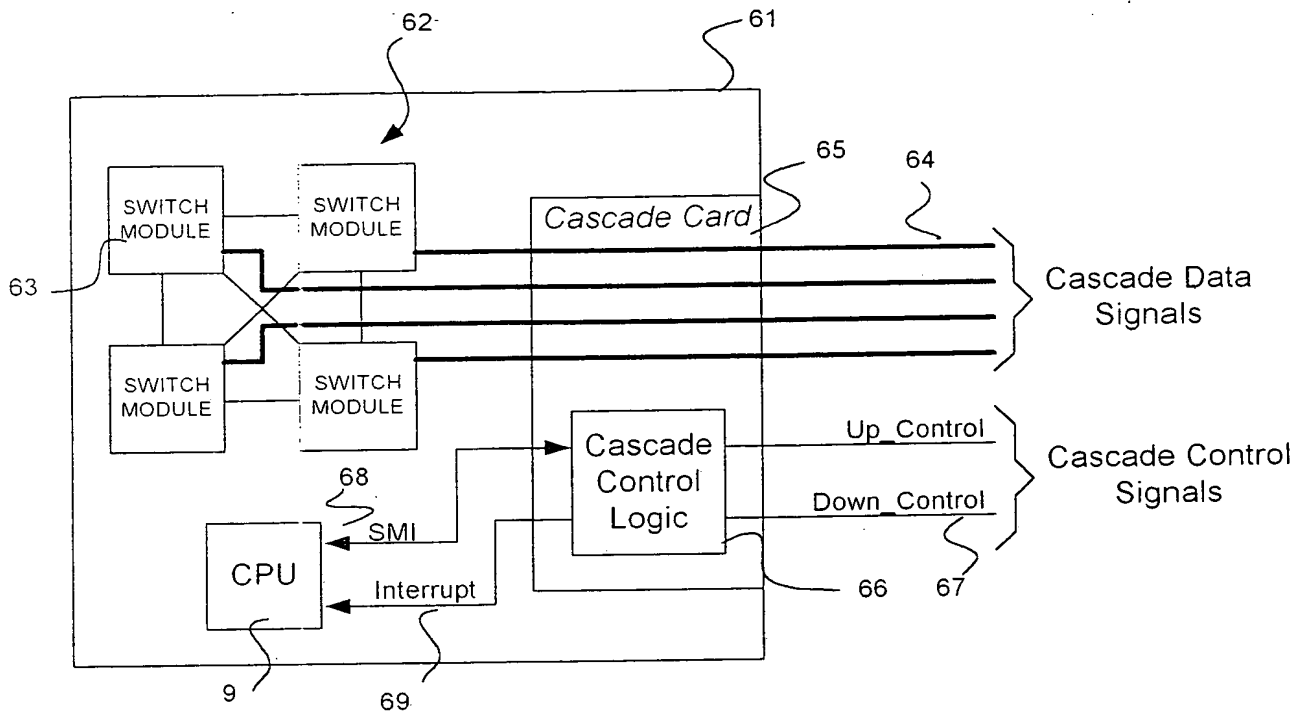 62
61
65
64
SWITCH
MODULE
SWITCH
MODULE
Cascade Card
63
Cascade Data
Signals
SWITCH
MODULE
SWITCH
MODULE
Cascade
Control
Logic
Up_Control
Down_Control
Cascade Control
Signals
68
SMI
CPU
Interrupt
66
67
9
69